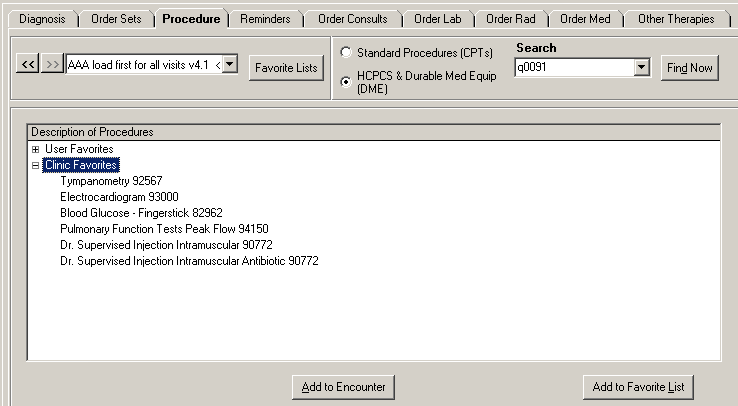 Diagnosis Order Sets Procedure Reminders Order Consults Order Lab Order Rad Order Med Other Therapies
<< >> AAA load first for all visits v4.1 < Favorite Lists
Standard Procedures (CPTs)
HCPCS & Durable Med Equip
(DME)
Search
q0091 Find Now
Description of Procedures
User Favorites
Clinic Favorites
Tympanometry 92567
Electrocardiogram 93000
Blood Glucose - Fingerstick 82962
Pulmonary Function Tests Peak Flow 94150
Dr. Supervised Injection Intramuscular 90772
Dr. Supervised Injection Intramuscular Antibiotic 90772
Add to Encounter Add to Favorite List